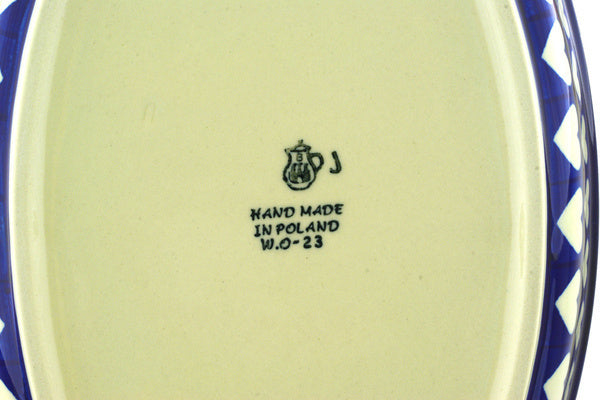 J
HAND MADE
IN POLAND
W.O-23